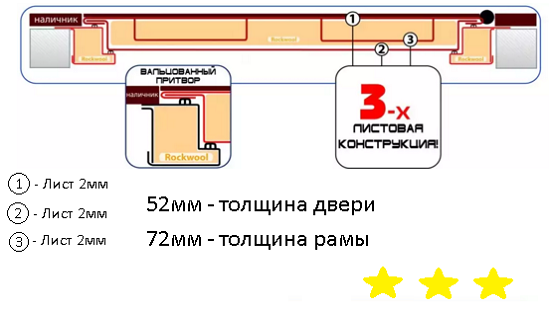 наличник
1
Rockwool
2
3
Rockwool
ВАЛЬЦОВАННЫЙ
ПРИТВОР
наличник
Rockwool
3-х
ЛИСТОВАЯ
КОНСТРУКЦИЯ!
1 - Лист 2мм
2 - Лист 2мм
3 - Лист 2мм
52мм - толщина двери
72мм - толщина рамы
Rockwool